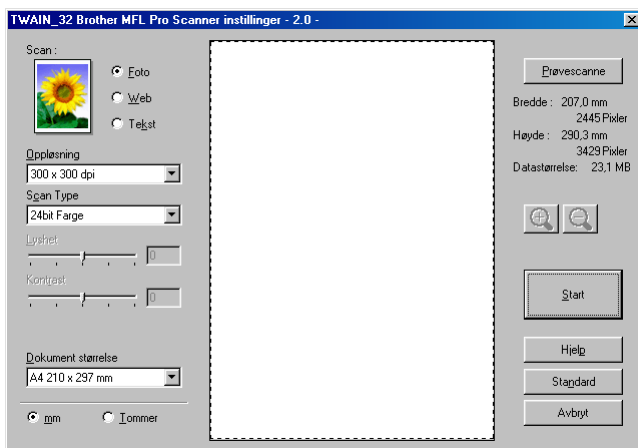 TWAIN_32 Brother MFL Pro Scanner instillinger - 2.0 -
Scan :
Foto
Web
Tekst
Oppløsning
300 x 300 dpi
Scan Type
24bit Farge
Lyshet
0
Kontrast
0
Dokument størrelse
A4 210 x 297 mm
mm
Tommer
Prøvescanne
Bredde : 207,0 mm
2445 Pixler
Høyde : 290,3 mm
3429 Pixler
Datastørrelse: 23,1 MB
Start
Hjelp
Standard
Avbryt